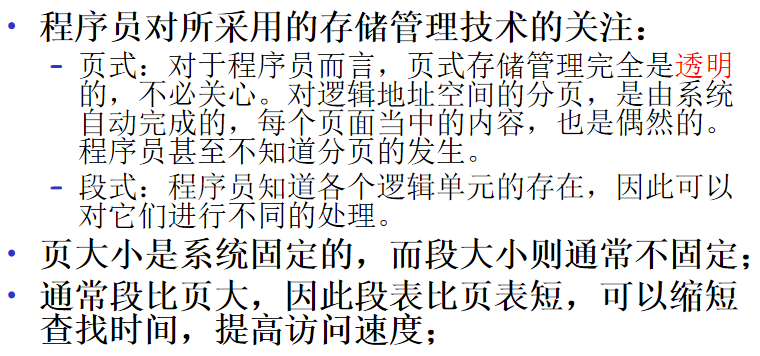 • 程序员对所采用的存储管理技术的关注：
– 页式：对于程序员而言，页式存储管理完全是透明
的，不必关心。对逻辑地址空间的分页，是由系统
自动完成的，每个页面当中的内容，也是偶然的。
程序员甚至不知道分页的发生。
– 段式：程序员知道各个逻辑单元的存在，因此可以
对它们进行不同的处理。
• 页大小是系统固定的，而段大小则通常不固定；
• 通常段比页大，因此段表比页表短，可以缩短
查找时间，提高访问速度；